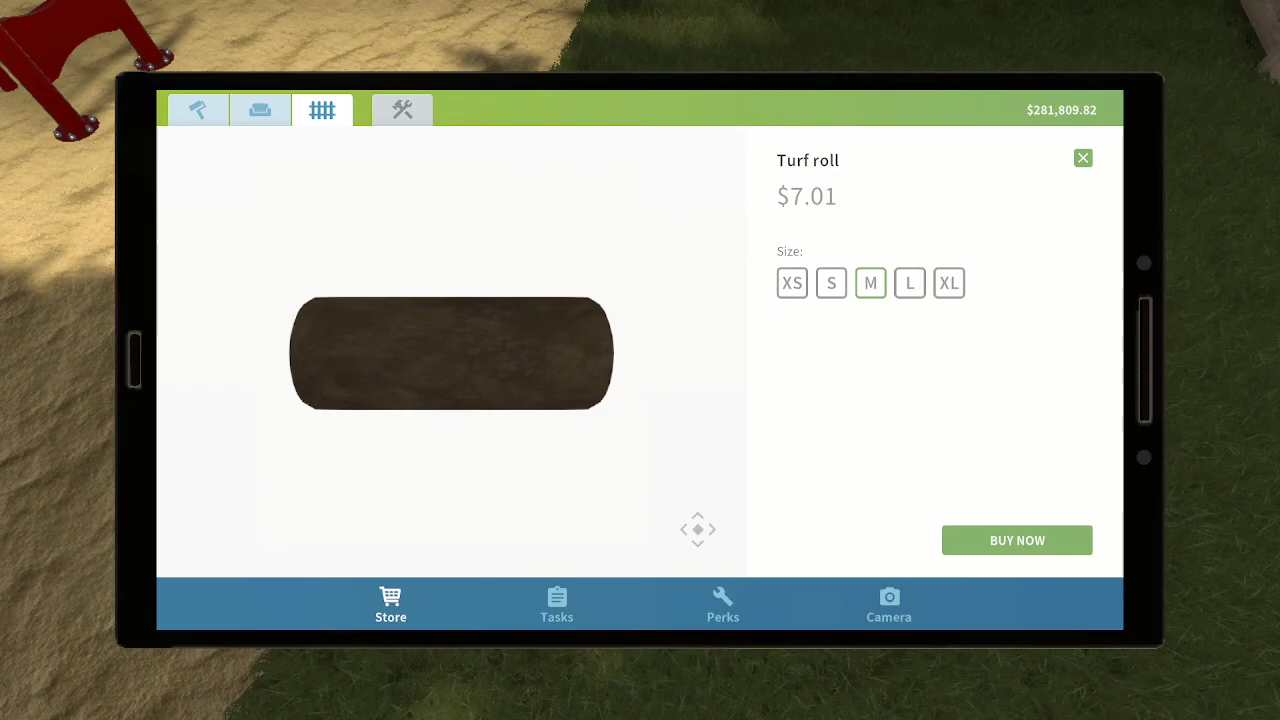 $281,809.82
Turf roll
$7.01
Size:
XS S M L XL
BUY NOW
Store Tasks Perks Camera